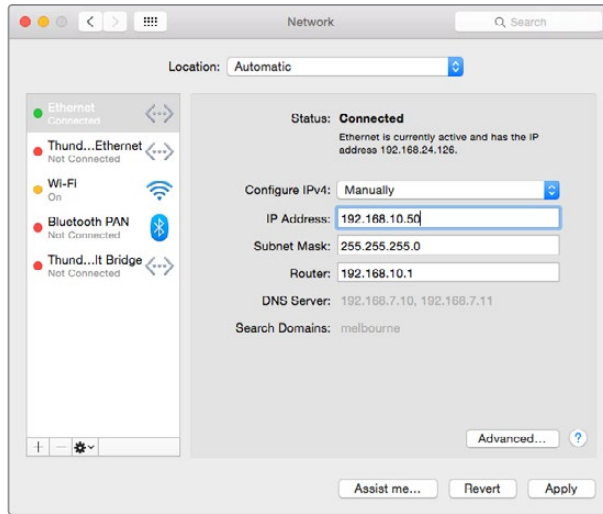 Network
Search
Location: Automatic
Ethernet
Connected
Thund...Ethernet
Not Connected
Wi-Fi
On
Bluetooth PAN
Not Connected
Thund...lt Bridge
Not Connected
Status: Connected
Ethernet is currently active and has the IP
address 192.168.24.126.
Configure IPv4: Manually
IP Address: 192.168.10.50
Subnet Mask: 255.255.255.0
Router: 192.168.10.1
DNS Server: 192.168.7.10, 192.168.7.11
Search Domains: melbourne
Advanced... ?
Assist me... Revert Apply